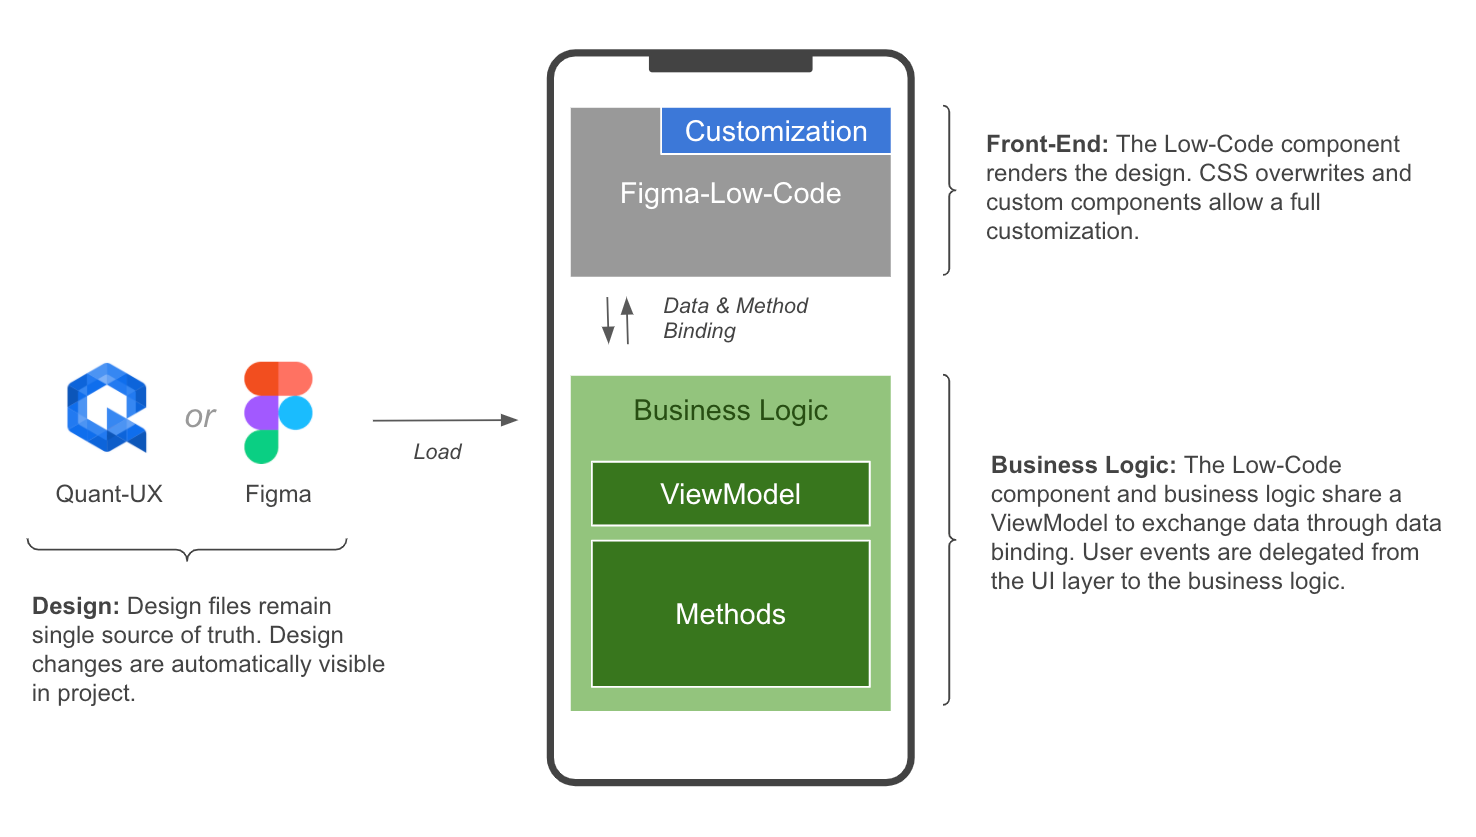 Customization
Figma-Low-Code
Front-End: The Low-Code component
renders the design. CSS overwrites and
custom components allow a full
customization.
Data & Method
Binding
or
Load
Quant-UX
Figma
Design: Design files remain
single source of truth. Design
changes are automatically visible
in project.
Business Logic
ViewModel
Methods
Business Logic: The Low-Code
component and business logic share a
ViewModel to exchange data through data
binding. User events are delegated from
the UI layer to the business logic.